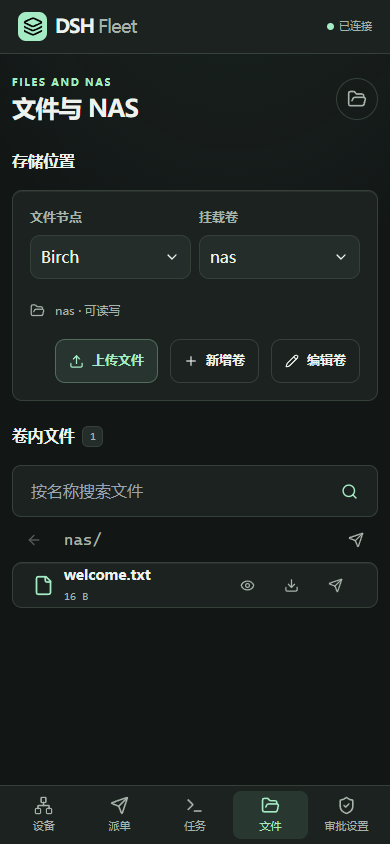 DSH Fleet
已连接
FILES AND NAS
文件与 NAS
存储位置
文件节点 挂载卷
Birch nas
nas · 可读写
上传文件 新增卷 编辑卷
卷内文件 1
按名称搜索文件
nas/
welcome.txt
16 B
设备 派单 任务 文件 审批设置